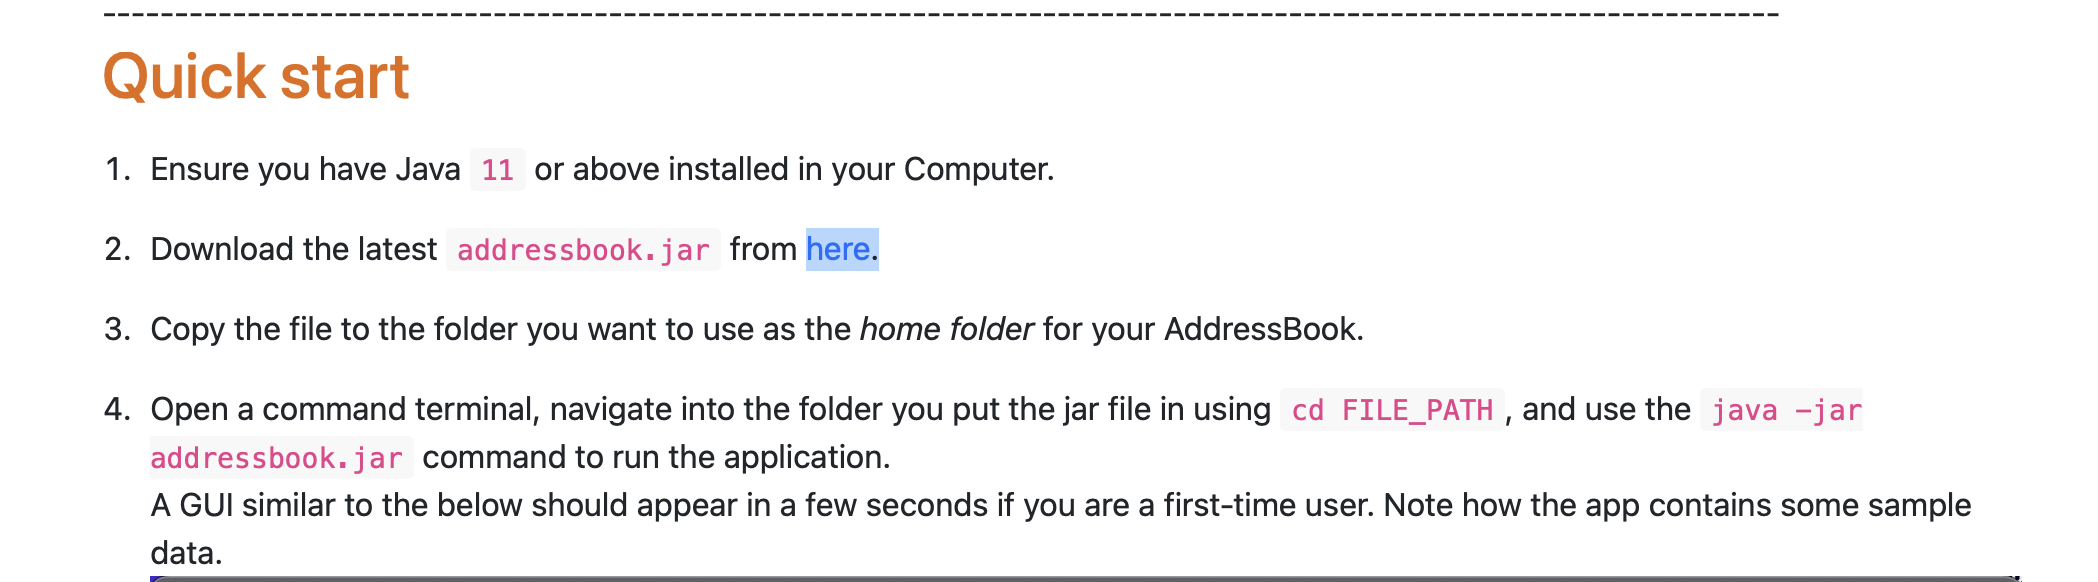 Quick start
1. Ensure you have Java 11 or above installed in your Computer.
2. Download the latest addressbook.jar from here.
3. Copy the file to the folder you want to use as the home folder for your AddressBook.
4. Open a command terminal, navigate into the folder you put the jar file in using cd FILE_PATH, and use the java -jar
addressbook.jar command to run the application.
A GUI similar to the below should appear in a few seconds if you are a first-time user. Note how the app contains some sample
data.